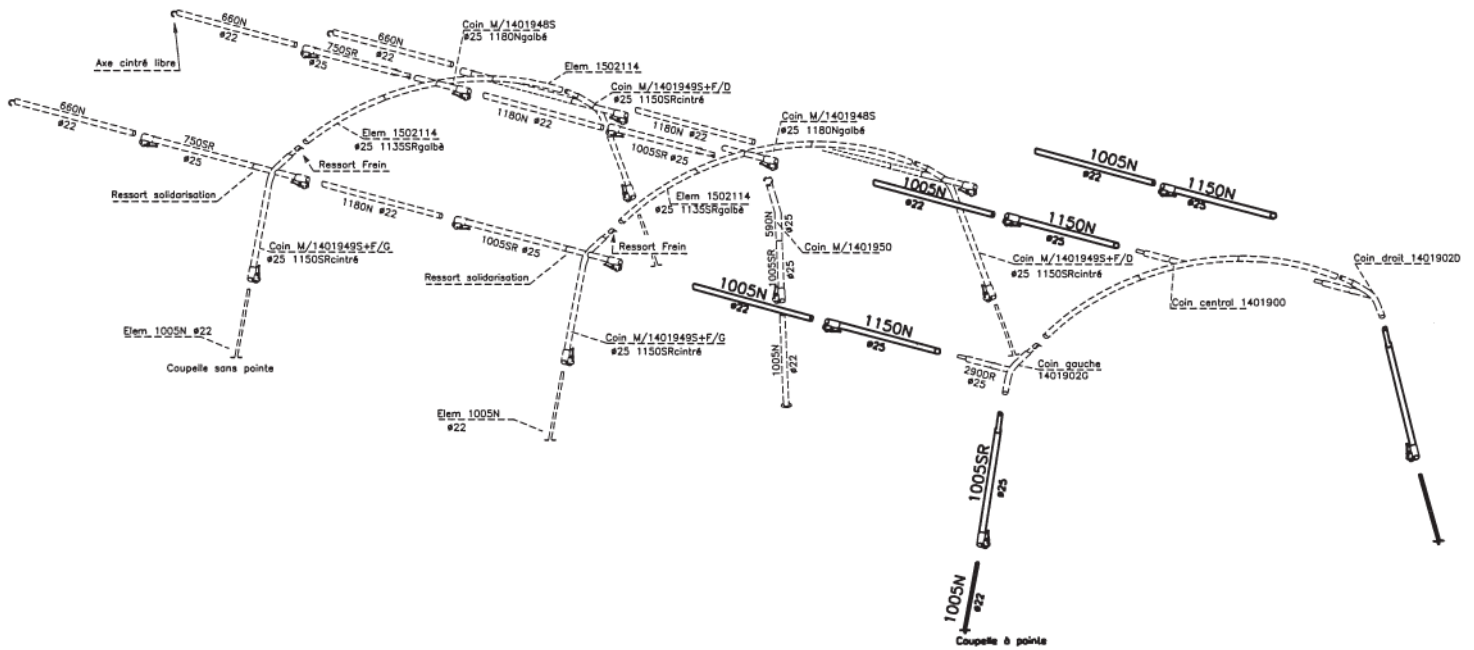 660N
ø22
Axe cintré libre
750SR
ø25
660N
ø22
Coin M/1401948S
ø25 1180Ngalbé
Elem 1502114
Coin M/1401949S+F/D
ø25 1150SRcintré
660N
ø22
750SR
ø25
Elem 1502114
ø25 1135SRgalbé
Ressort Frein
Ressort solidarisation
1180N ø22
1180N ø22
1005SR ø25
Coin M/1401948S
ø25 1180Ngalbé
1180N ø22
1005SR ø25
Elem 1502114
ø25 1135SRgalbé
Ressort Frein
Ressort solidarisation
590N
ø25
Coin M/1401950
1005SR
ø25
1005N
ø22
1005N
ø22
1150N
ø25
1005N
ø22
1150N
ø25
1005N
ø22
1150N
ø25
Coin M/1401949S+F/G
ø25 1150SRcintré
Elem 1005N ø22
Coupelle sans pointe
Coin M/1401949S+F/G
ø25 1150SRcintré
Elem 1005N
ø22
Coin M/1401949S+F/D
ø25 1150SRcintré
Coin droit 1401902D
Coin central 1401900
Coin gauche
1401902G
290DR
ø25
1005SR
ø25
1005N
ø22
Coupelle à pointe